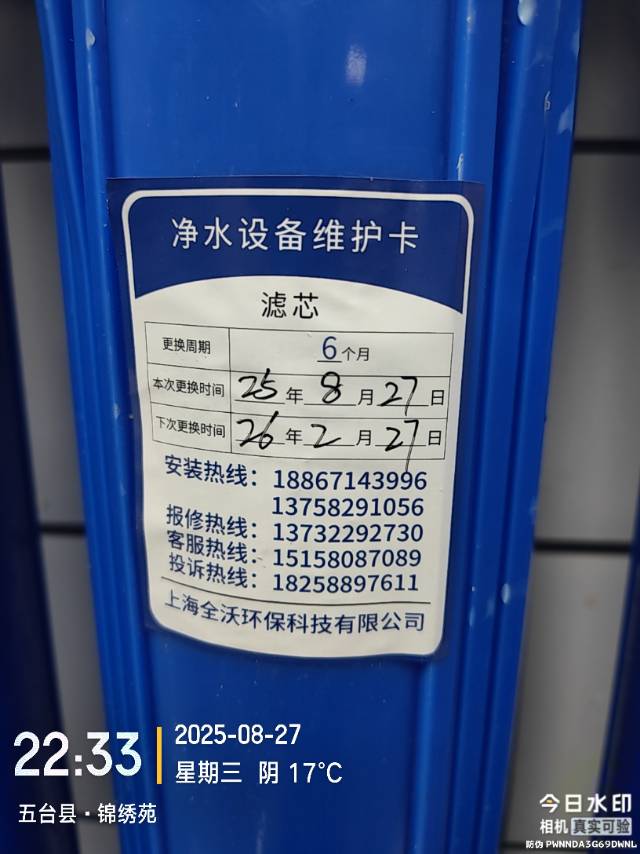 净水设备维护卡
滤芯
更换周期 6个月
本次更换时间 25年8月27日
下次更换时间 26年2月27日
安装热线：18867143996
13758291056
报修热线：13732292730
客服热线：15158087089
投诉热线：18258897611
上海全沃环保科技有限公司
22:33
2025-08-27
星期三 阴 17℃
五台县·锦绣苑
今日水印
相机 真实可验
防伪 PWNNDA3G69DWNL